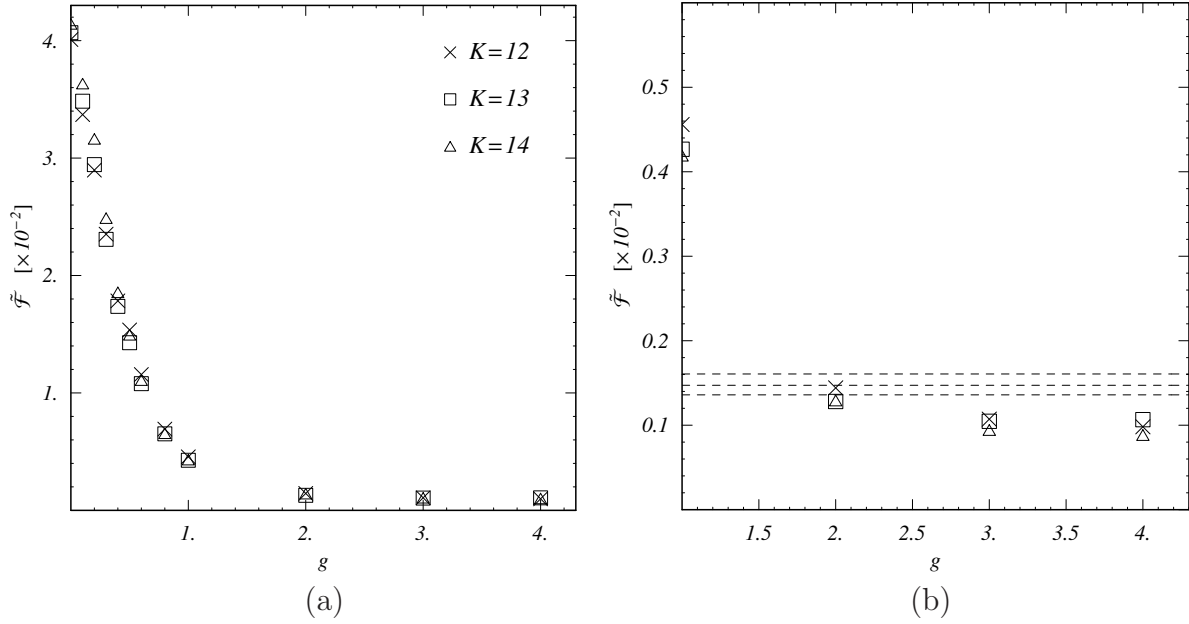 4.
3.
2.
1.
ℱ̃ [×10⁻²]
K=12
K=13
K=14
1. 2. 3. 4.
g
(a)
0.5
0.4
0.3
0.2
0.1
ℱ̃ [×10⁻²]
1.5 2. 2.5 3. 3.5 4.
g
(b)